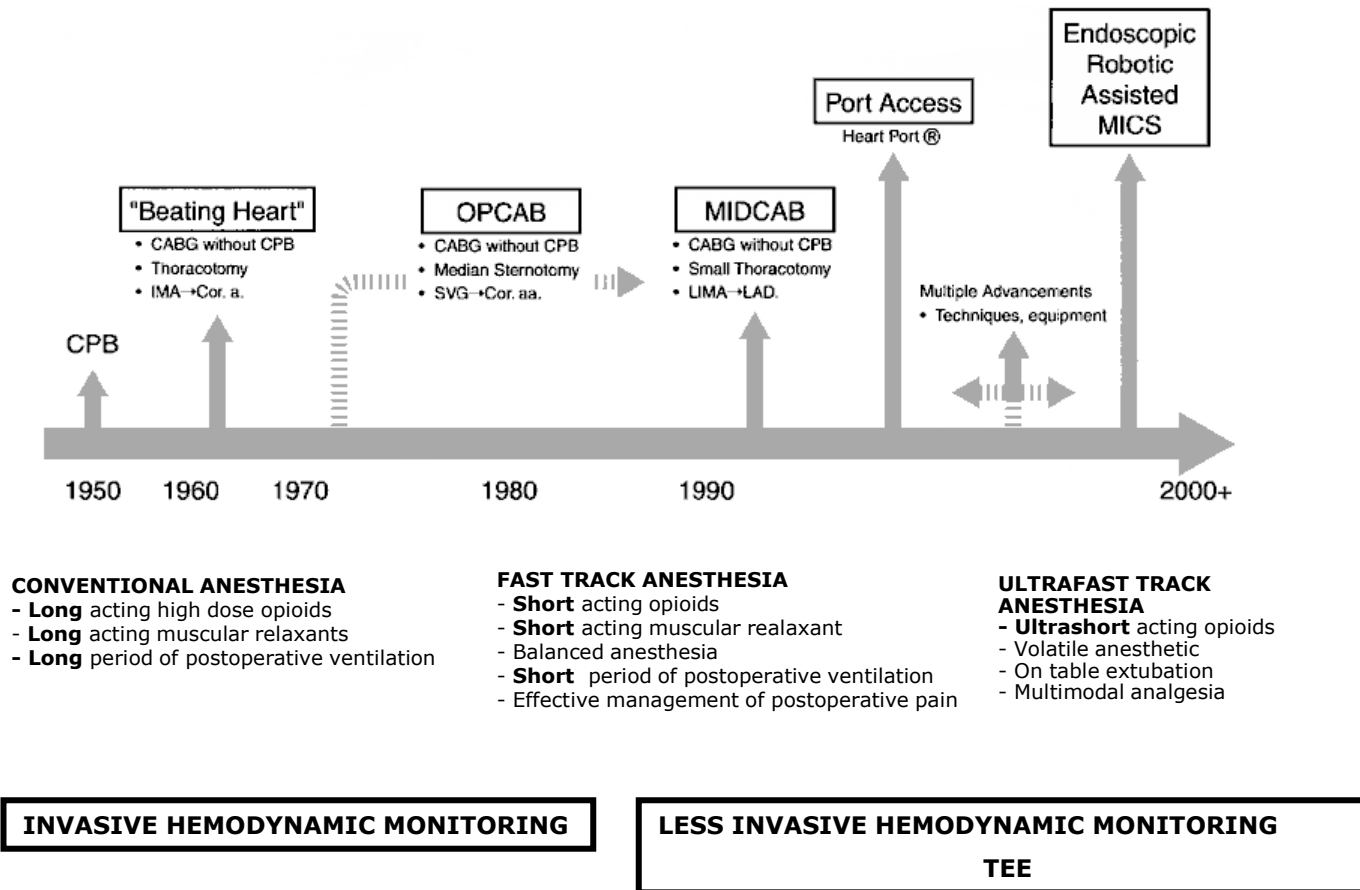 Endoscopic
Robotic
Assisted
MICS
Port Access
Heart Port ®
"Beating Heart"
• CABG without CPB
• Thoracotomy
• IMA→Cor. a.
OPCAB
• CABG without CPB
• Median Sternotomy
• SVG→Cor. aa.
MIDCAB
• CABG without CPB
• Small Thoracotomy
• LIMA→LAD.
Multiple Advancements
• Techniques, equipment
CPB
1950 1960 1970 1980 1990 2000+
CONVENTIONAL ANESTHESIA
- Long acting high dose opioids
- Long acting muscular relaxants
- Long period of postoperative ventilation
FAST TRACK ANESTHESIA
- Short acting opioids
- Short acting muscular realaxant
- Balanced anesthesia
- Short period of postoperative ventilation
- Effective management of postoperative pain
ULTRAFAST TRACK
ANESTHESIA
- Ultrashort acting opioids
- Volatile anesthetic
- On table extubation
- Multimodal analgesia
INVASIVE HEMODYNAMIC MONITORING
LESS INVASIVE HEMODYNAMIC MONITORING
TEE